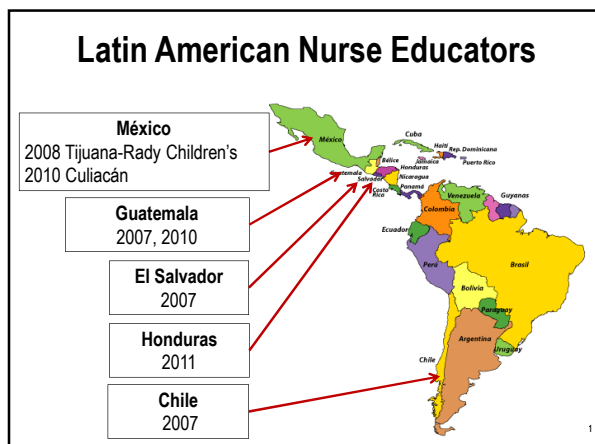 Latin American Nurse Educators
México
2008 Tijuana-Rady Children's
2010 Culiacán
Guatemala
2007, 2010
El Salvador
2007
Honduras
2011
Chile
2007
México
Cuba
Haití
Rep. Dominicana
Jamaica
Puerto Rico
Bélice
Honduras
Guatemala
Salvador
Nicaragua
Costa
Rica
Panamá
Venezuela
Guyanas
Colombia
Ecuador
Perú
Brasil
Bolivia
Paraguay
Chile
Argentina
Uruguay
1